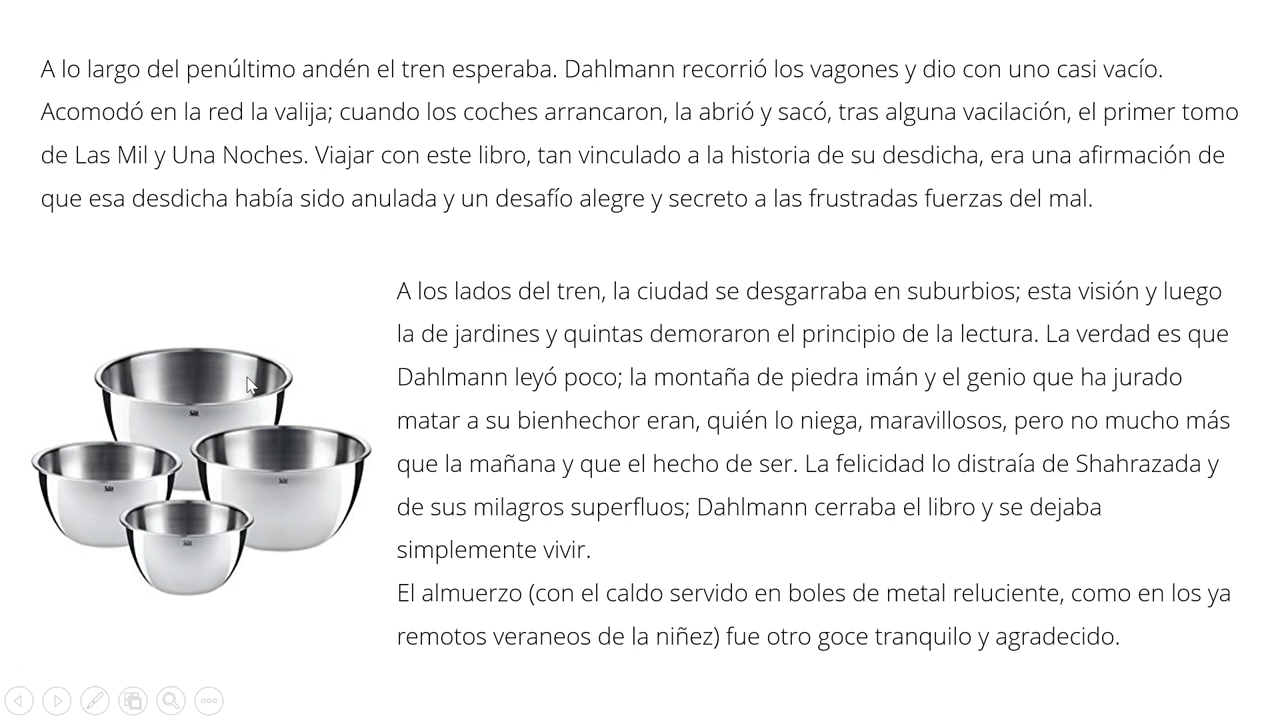 A lo largo del penúltimo andén el tren esperaba. Dahlmann recorrió los vagones y dio con uno casi vacío.
Acomodó en la red la valija; cuando los coches arrancaron, la abrió y sacó, tras alguna vacilación, el primer tomo
de Las Mil y Una Noches. Viajar con este libro, tan vinculado a la historia de su desdicha, era una afirmación de
que esa desdicha había sido anulada y un desafío alegre y secreto a las frustradas fuerzas del mal.
A los lados del tren, la ciudad se desgarraba en suburbios; esta visión y luego
la de jardines y quintas demoraron el principio de la lectura. La verdad es que
Dahlmann leyó poco; la montaña de piedra imán y el genio que ha jurado
matar a su bienhechor eran, quién lo niega, maravillosos, pero no mucho más
que la mañana y que el hecho de ser. La felicidad lo distraía de Shahrazada y
de sus milagros superfluos; Dahlmann cerraba el libro y se dejaba
simplemente vivir.
El almuerzo (con el caldo servido en boles de metal reluciente, como en los ya
remotos veraneos de la niñez) fue otro goce tranquilo y agradecido.